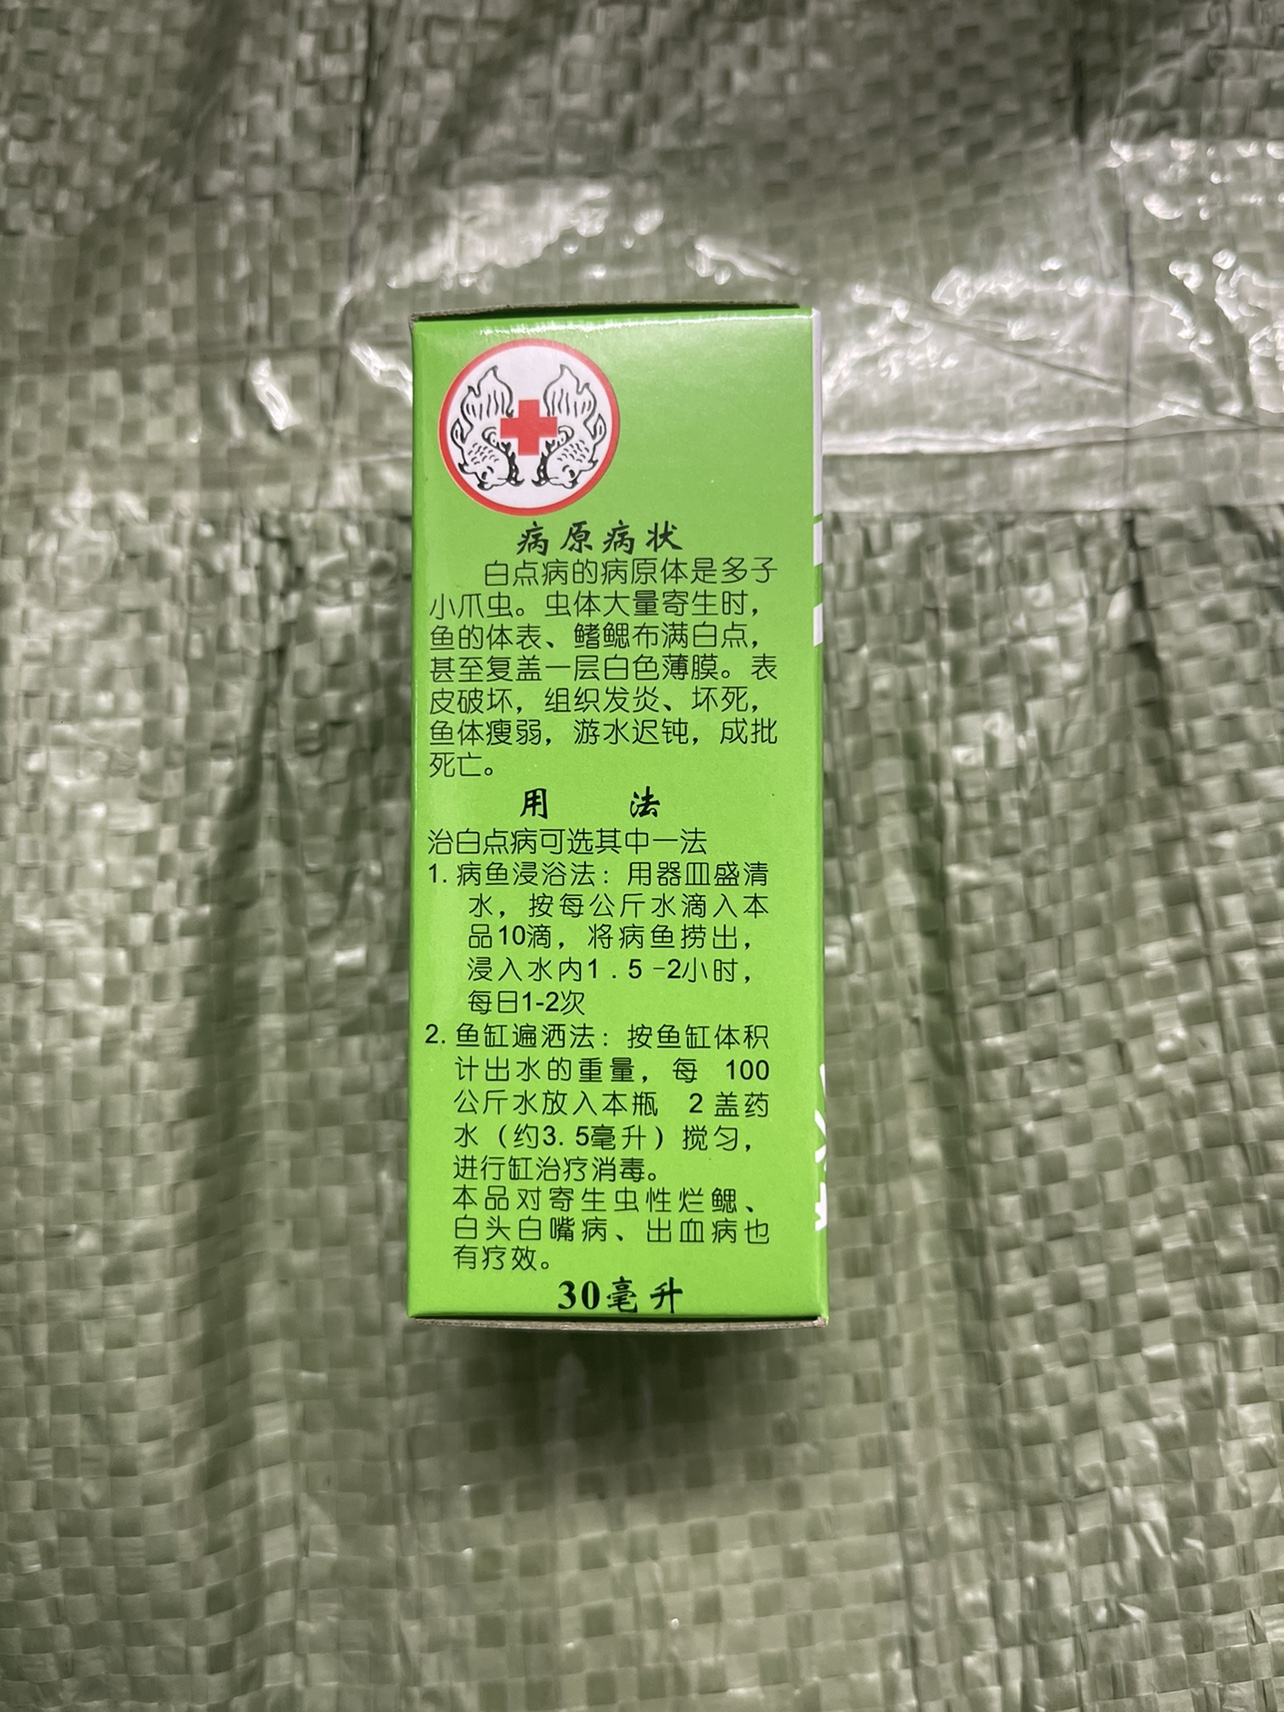 病原病状
白点病的病原体是多子
小爪虫。虫体大量寄生时，
鱼的体表、鳍鳃布满白点，
甚至复盖一层白色薄膜。表
皮破坏，组织发炎、坏死，
鱼体瘦弱，游水迟钝，成批
死亡。
用 法
治白点病可选其中一法
1. 病鱼浸浴法：用器皿盛清
水，按每公斤水滴入本
品10滴，将病鱼捞出，
浸入水内1.5-2小时，
每日1-2次
2. 鱼缸遍洒法：按鱼缸体积
计出水的重量，每 100
公斤水放入本瓶 2 盖药
水（约3.5毫升）搅匀，
进行缸治疗消毒。
本品对寄生虫性烂鳃、
白头白嘴病、出血病也
有疗效。
30毫升